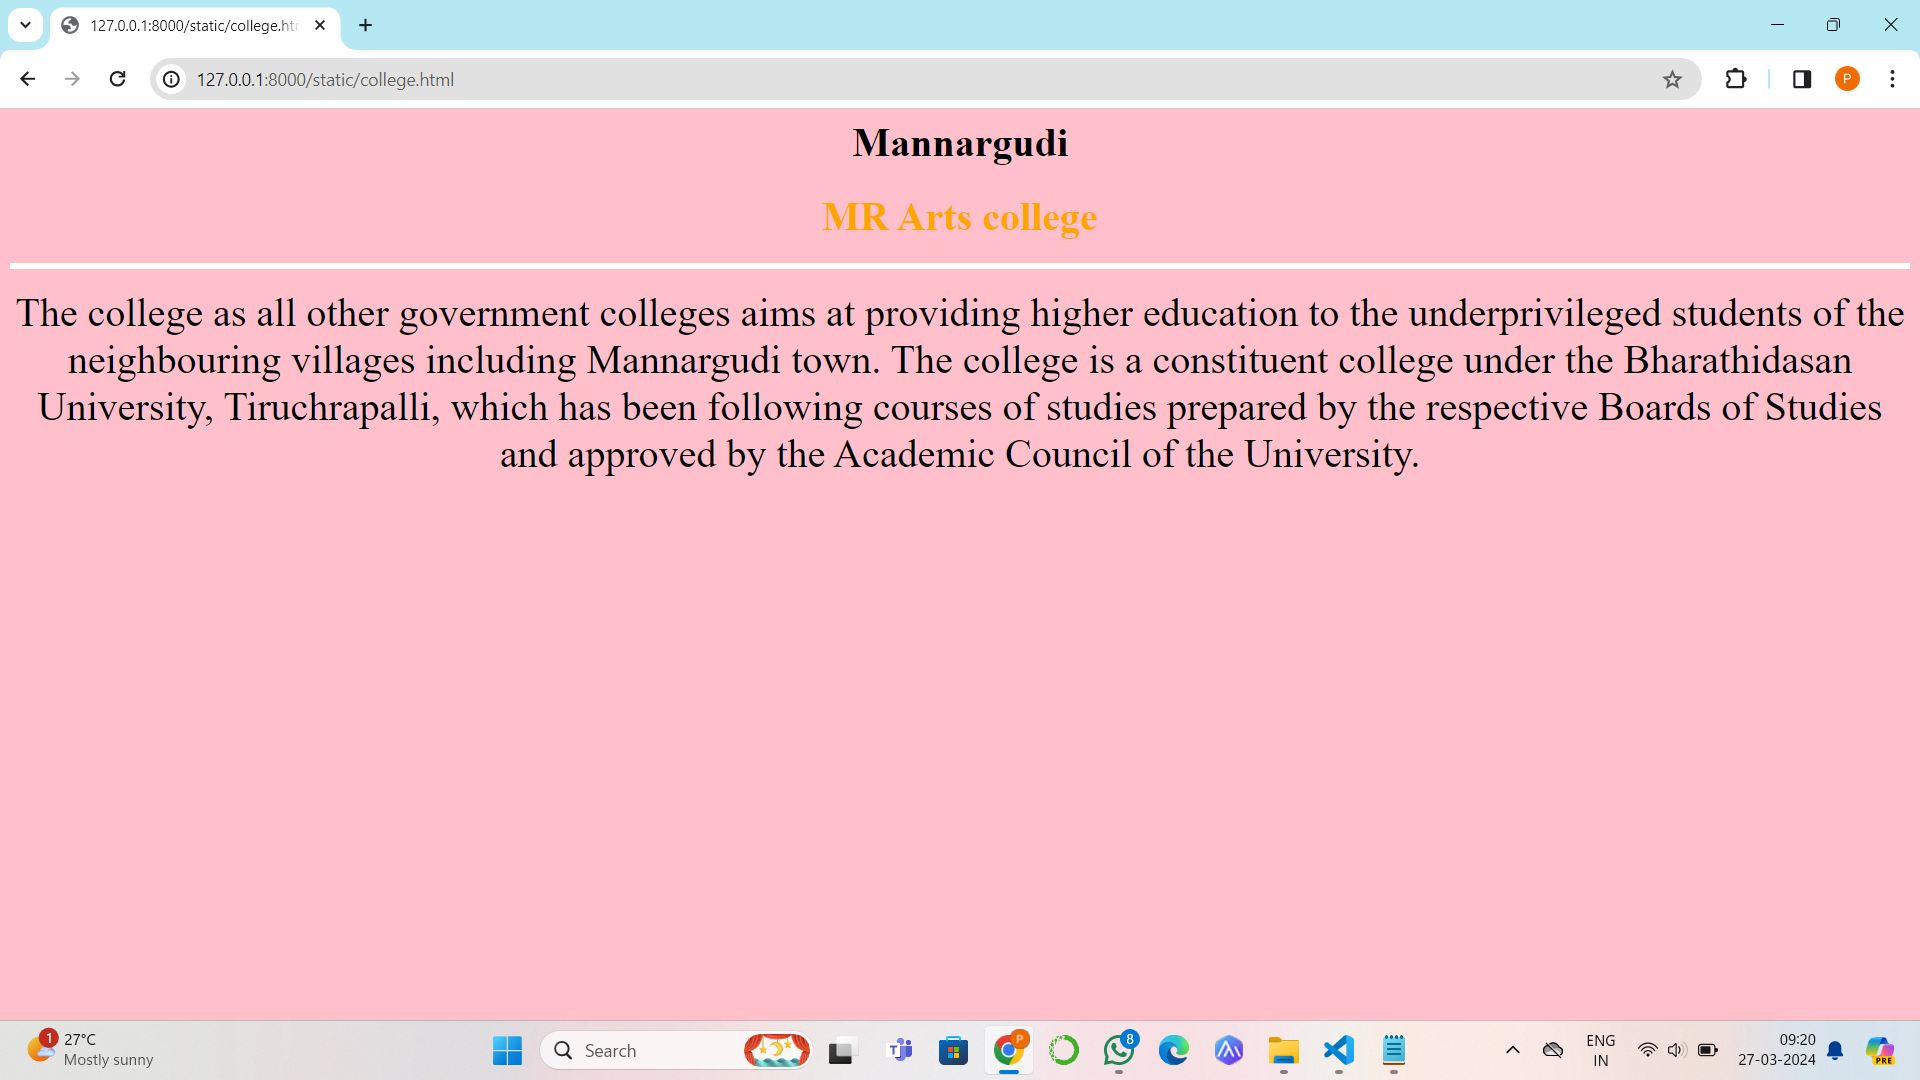 127.0.0.1:8000/static/college.htm
127.0.0.1:8000/static/college.html
P
Mannargudi
MR Arts college
The college as all other government colleges aims at providing higher education to the underprivileged students of the
neighbouring villages including Mannargudi town. The college is a constituent college under the Bharathidasan
University, Tiruchrapalli, which has been following courses of studies prepared by the respective Boards of Studies
and approved by the Academic Council of the University.
1
27°C
Mostly sunny
Search
P
8
ENG
IN
09:20
27-03-2024
PRE